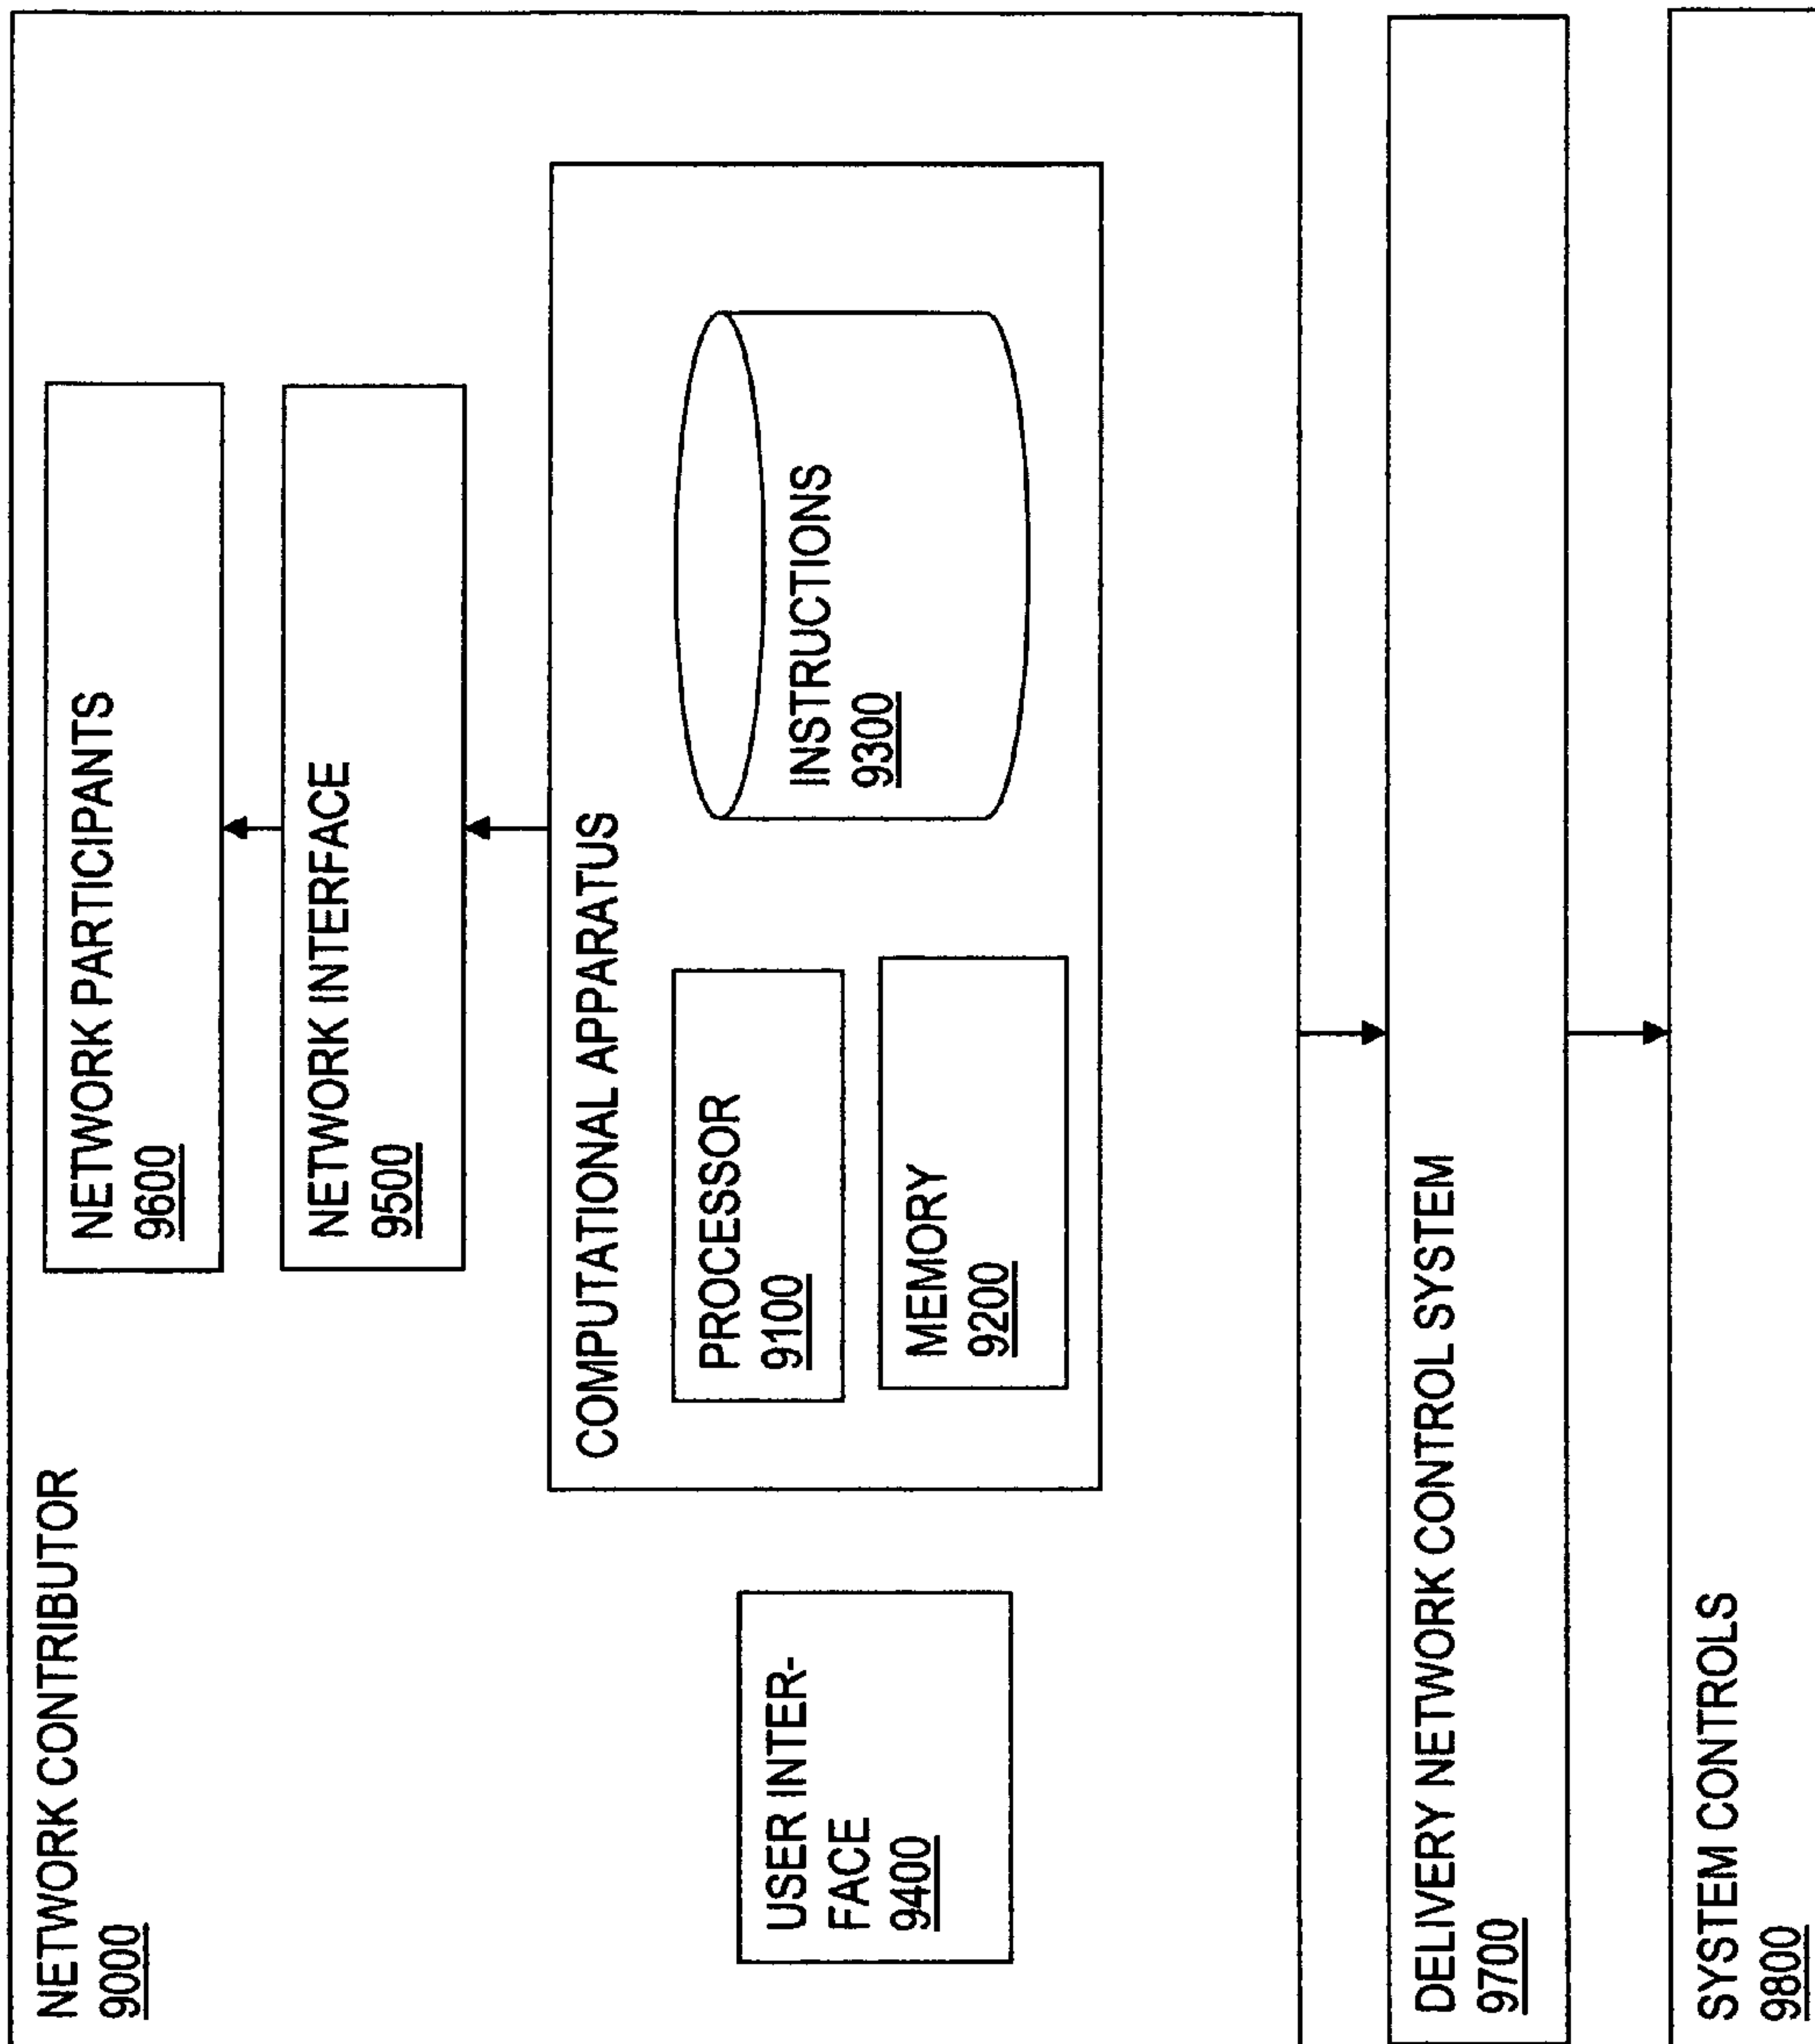 NETWORK CONTRIBUTOR
9000
NETWORK PARTICIPANTS
9600
NETWORK INTERFACE
9500
COMPUTATIONAL APPARATUS
PROCESSOR
9100
MEMORY
9200
INSTRUCTIONS
9300
USER INTER-
FACE
9400
DELIVERY NETWORK CONTROL SYSTEM
9700
SYSTEM CONTROLS
9800